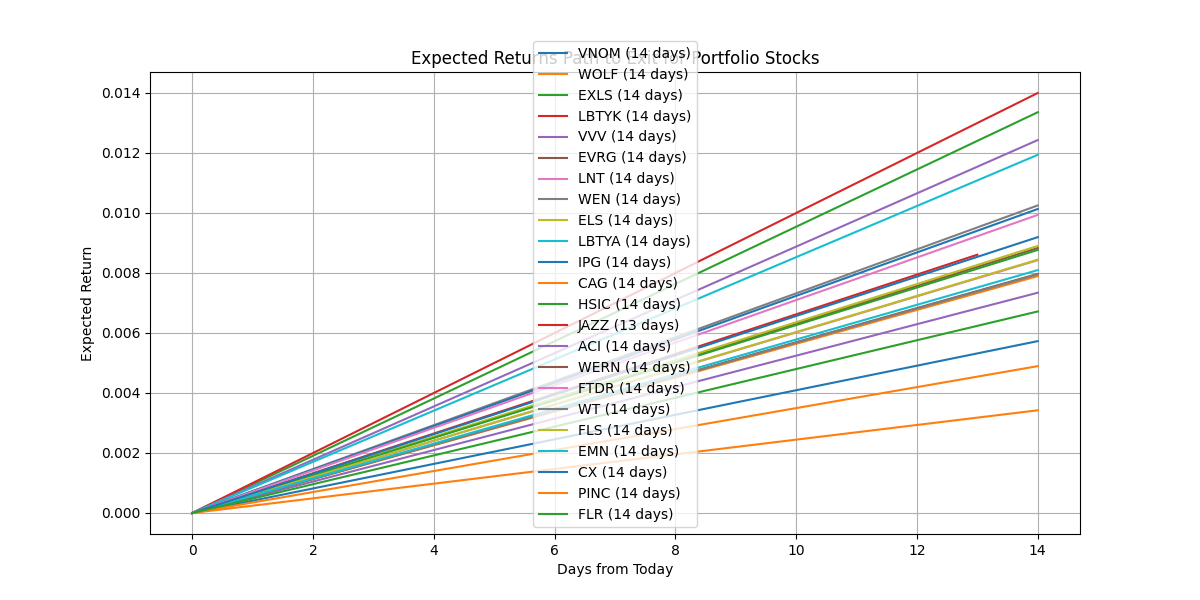 Expected Returns Path to Exit for Portfolio Stocks
VNOM (14 days)
WOLF (14 days)
EXLS (14 days)
LBTYK (14 days)
VVV (14 days)
EVRG (14 days)
LNT (14 days)
WEN (14 days)
ELS (14 days)
LBTYA (14 days)
IPG (14 days)
CAG (14 days)
HSIC (14 days)
JAZZ (13 days)
ACI (14 days)
WERN (14 days)
FTDR (14 days)
WT (14 days)
FLS (14 days)
EMN (14 days)
CX (14 days)
PINC (14 days)
FLR (14 days)
Expected Return
0.014
0.012
0.010
0.008
0.006
0.004
0.002
0.000
0 2 4 6 8 10 12 14
Days from Today